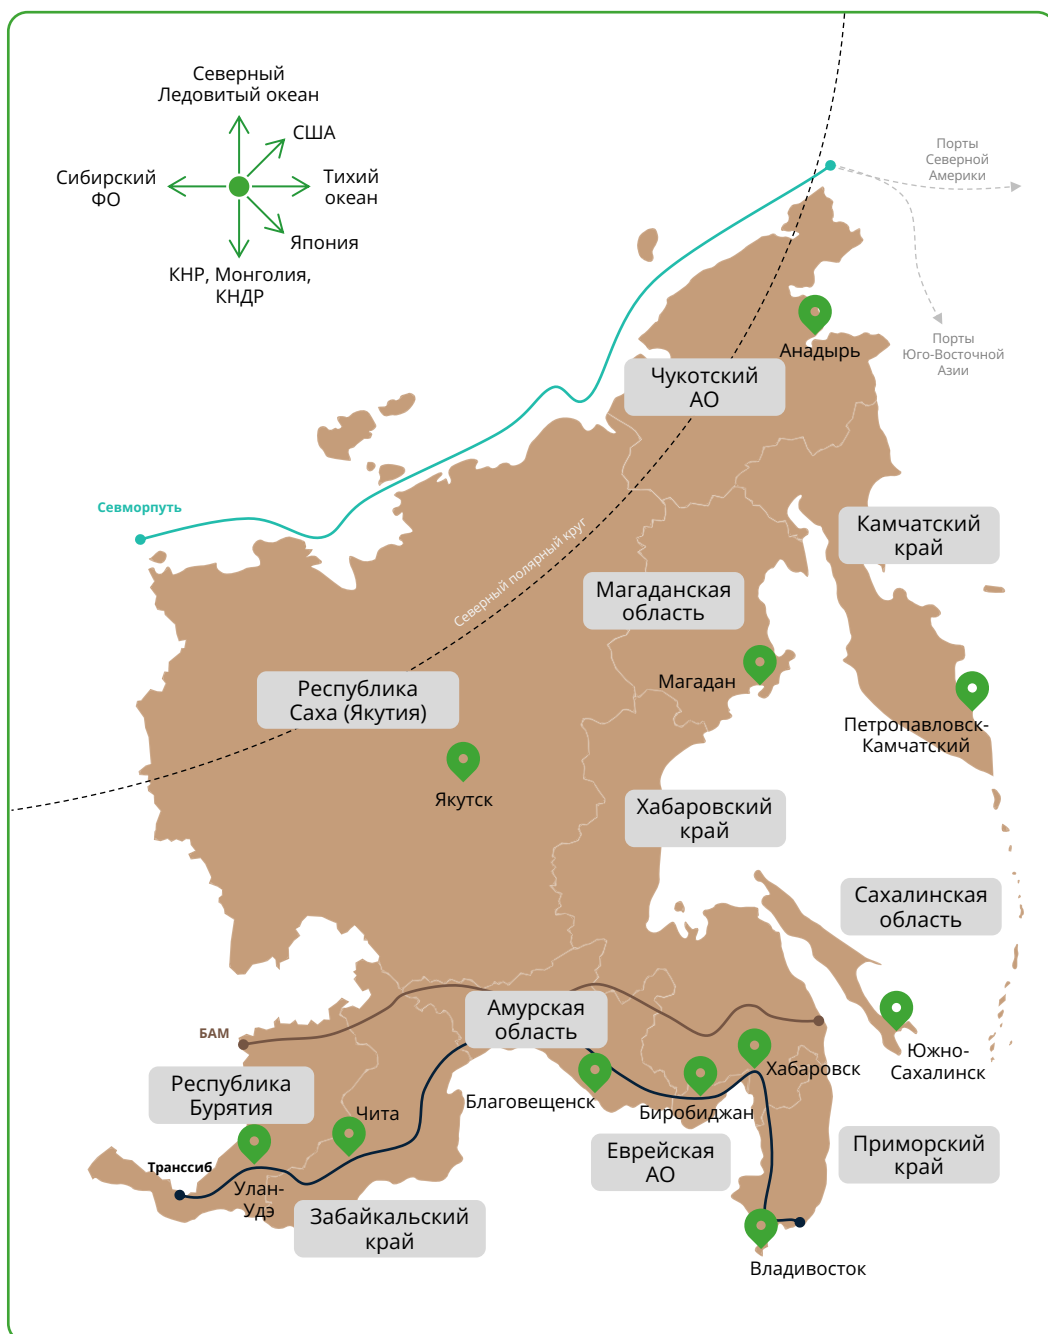 Северный
Ледовитый океан
США
Сибирский
ФО
Тихий
океан
Япония
КНР, Монголия,
КНДР
Порты
Северной
Америки
Порты
Юго-Восточной
Азии
Анадырь
Чукотский
АО
Севморпуть
Камчатский
край
Северный полярный круг
Магаданская
область
Магадан
Республика
Саха (Якутия)
Петропавловск-
Камчатский
Якутск
Хабаровский
край
Сахалинская
область
Амурская
область
БАМ
Южно-
Сахалинск
Хабаровск
Республика
Бурятия
Чита
Благовещенск
Биробиджан
Еврейская
АО
Приморский
край
Транссиб
Улан-
Удэ
Забайкальский
край
Владивосток